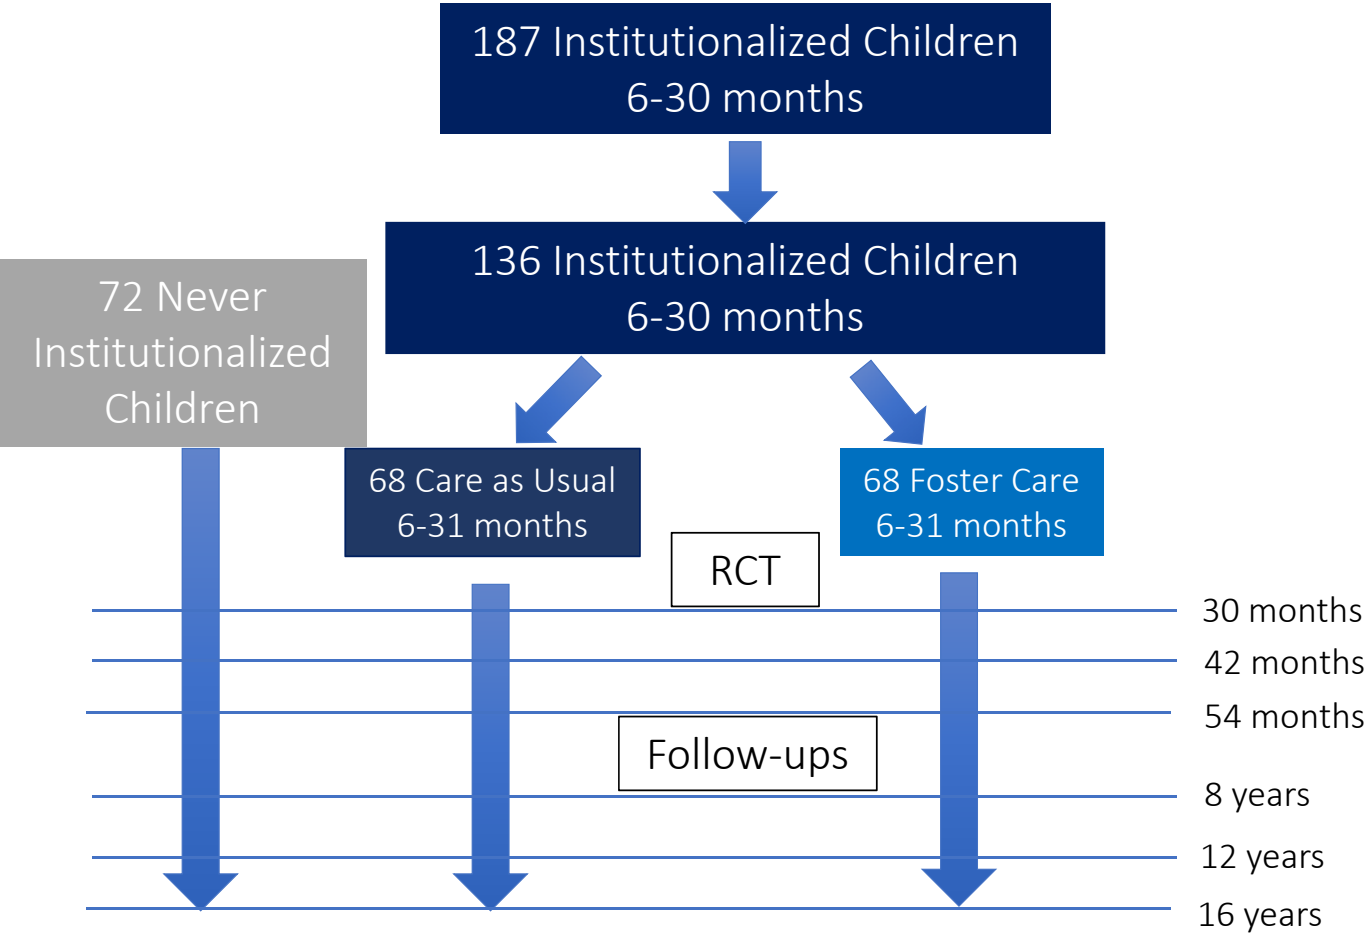 187 Institutionalized Children
6-30 months
136 Institutionalized Children
6-30 months
72 Never
Institutionalized
Children
68 Care as Usual
6-31 months
68 Foster Care
6-31 months
RCT
30 months
42 months
54 months
Follow-ups
8 years
12 years
16 years